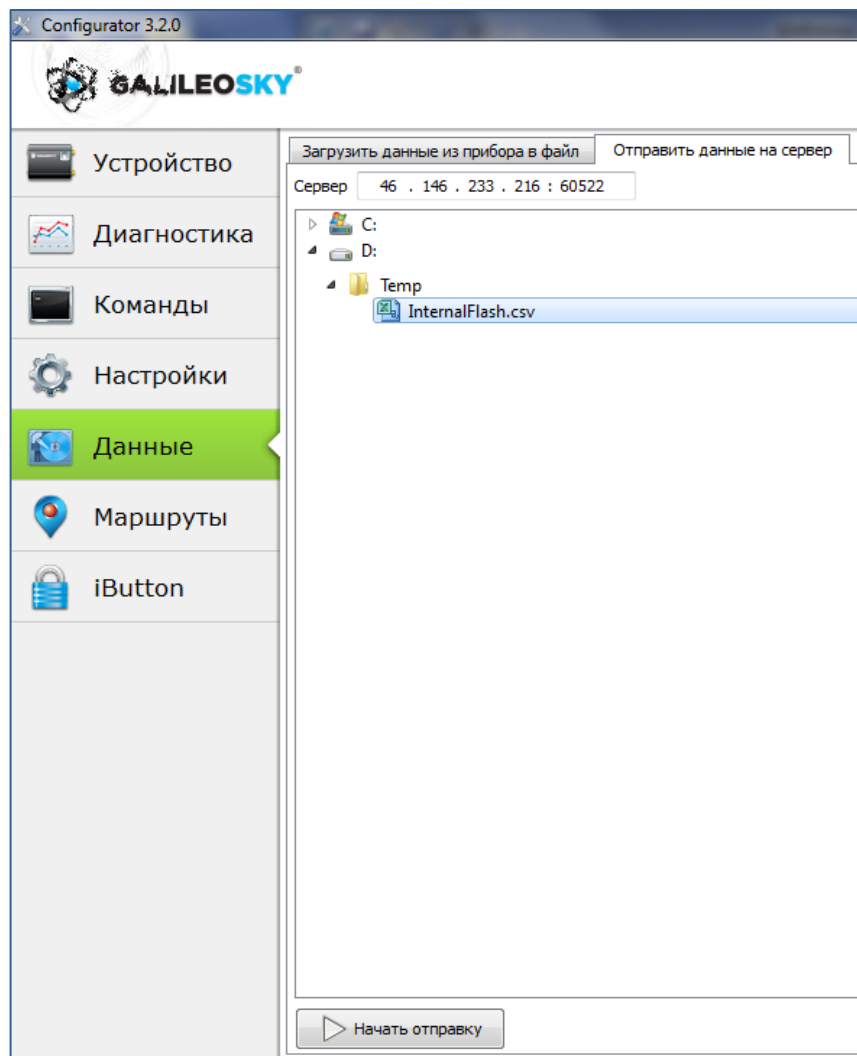 Configurator 3.2.0
GALILEOSKY®
Устройство
Диагностика
Команды
Настройки
Данные
Маршруты
iButton
Загрузить данные из прибора в файл
Отправить данные на сервер
Сервер 46 . 146 . 233 . 216 : 60522
C:
D:
Temp
InternalFlash.csv
Начать отправку